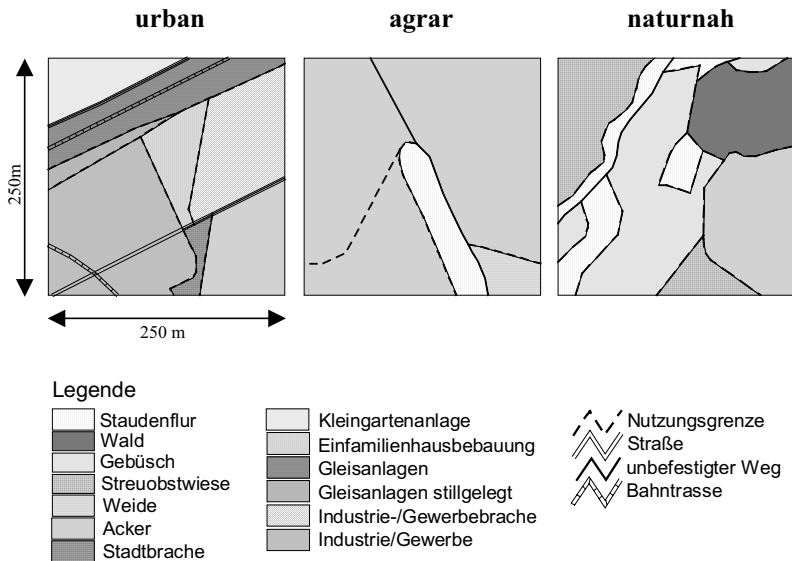 urban agrar naturnah
250m
250 m
Legende
Staudenflur
Wald
Gebüsch
Streuobstwiese
Weide
Acker
Stadtbrache
Kleingartenanlage
Einfamilienhausbebauung
Gleisanlagen
Gleisanlagen stillgelegt
Industrie-/Gewerbebrache
Industrie/Gewerbe
Nutzungsgrenze
Straße
unbefestigter Weg
Bahntrasse